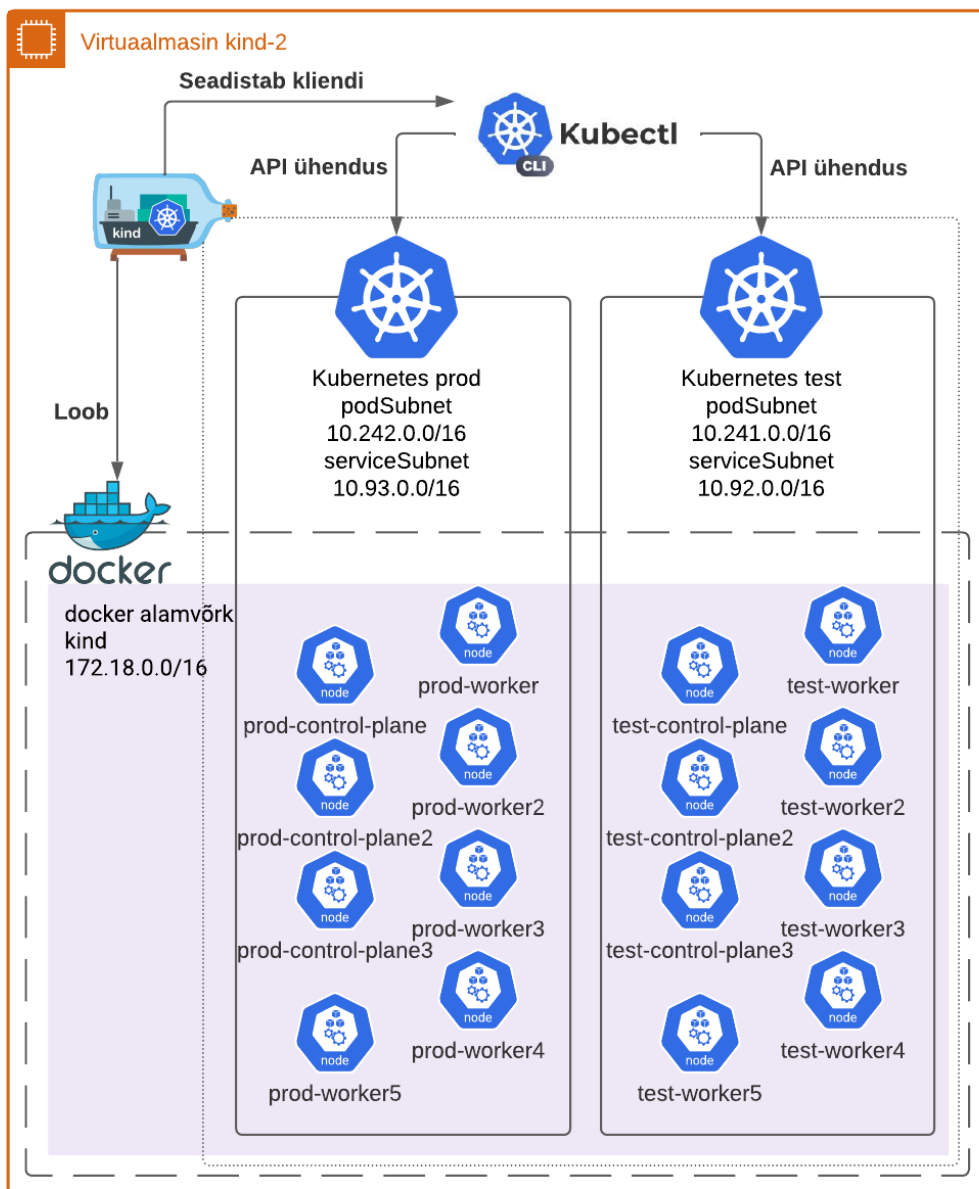 Virtuaalmasin kind-2
Seadistab kliendi
Kubectl
CLI
API ühendus
API ühendus
kind
Loob
Kubernetes prod
podSubnet
10.242.0.0/16
serviceSubnet
10.93.0.0/16
Kubernetes test
podSubnet
10.241.0.0/16
serviceSubnet
10.92.0.0/16
docker
docker alamvõrk
kind
172.18.0.0/16
node
prod-control-plane
node
prod-control-plane2
node
prod-control-plane3
node
prod-worker5
node
prod-worker
node
prod-worker2
node
prod-worker3
node
prod-worker4
node
test-control-plane
node
test-control-plane2
node
test-control-plane3
node
test-worker5
node
test-worker
node
test-worker2
node
test-worker3
node
test-worker4